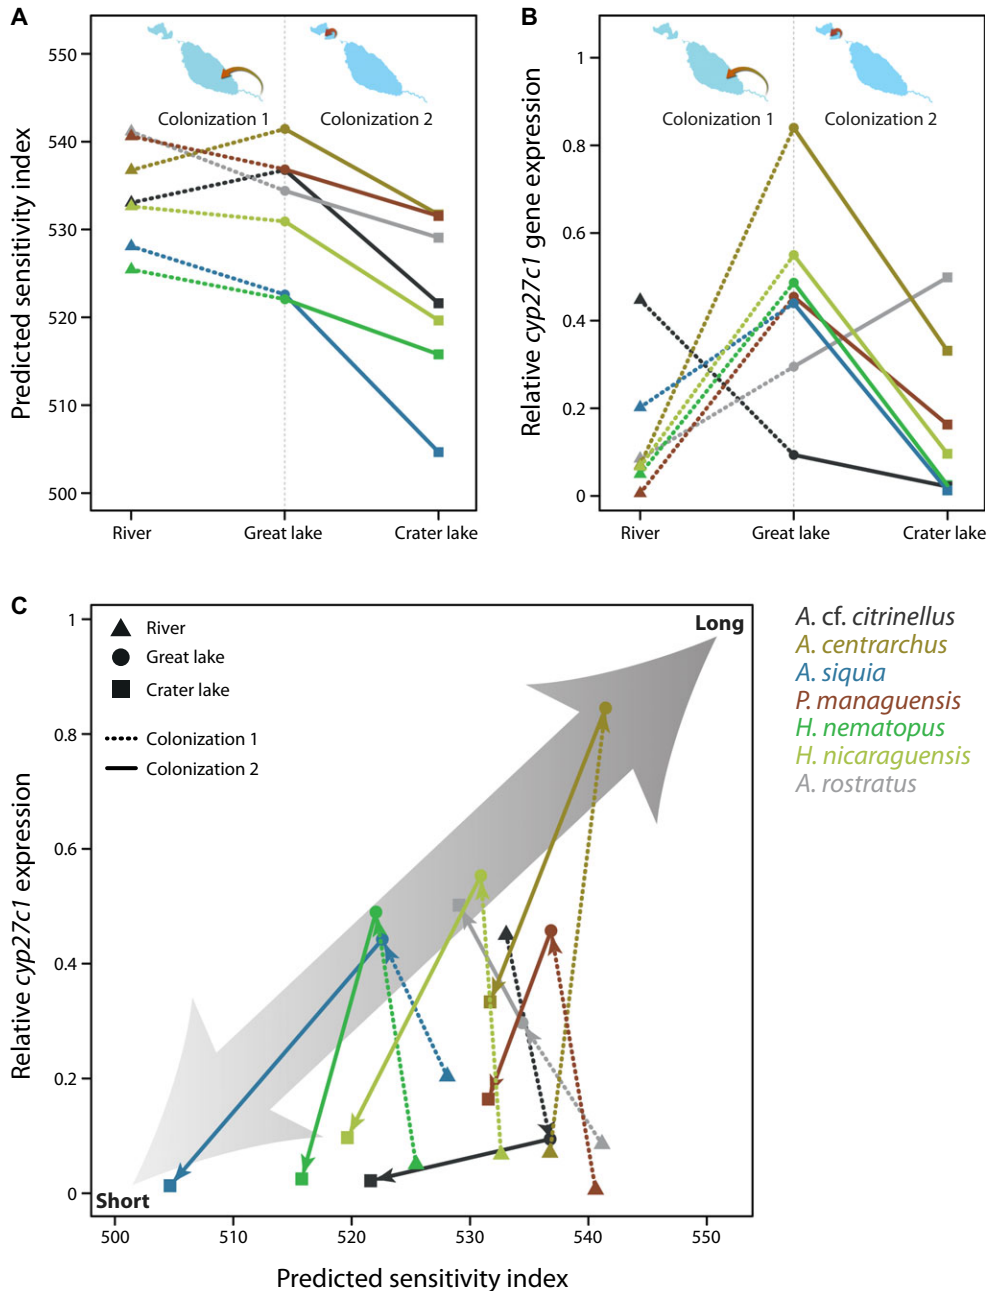 A
B
550
540
530
520
510
500
Predicted sensitivity index
Colonization 1
Colonization 2
River
Great lake
Crater lake
1
0.8
0.6
0.4
0.2
0
Relative cyp27c1 gene expression
Colonization 1
Colonization 2
River
Great lake
Crater lake
C
1
0.8
0.6
0.4
0.2
0
Relative cyp27c1 expression
River
Great lake
Crater lake
Colonization 1
Colonization 2
Long
Short
500
510
520
530
540
550
Predicted sensitivity index
A. cf. citrinellus
A. centrarchus
A. siquia
P. managuensis
H. nematopus
H. nicaraguensis
A. rostratus